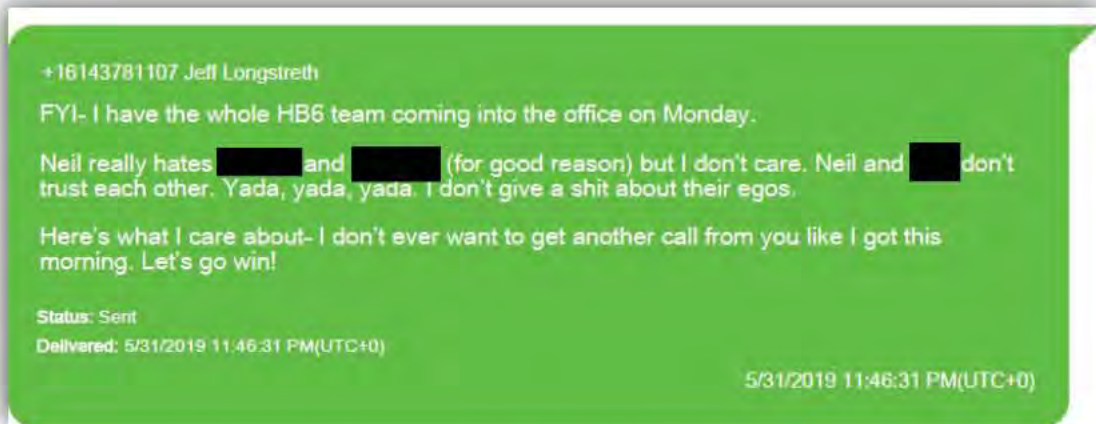 +16143781107 Jeff Longstreth
FYI- I have the whole HB6 team coming into the office on Monday.
Neil really hates and (for good reason) but I don't care. Neil and don't
trust each other. Yada, yada, yada. I don't give a shit about their egos.
Here's what I care about- I don't ever want to get another call from you like I got this
morning. Let's go win!
Status: Sent
Delivered: 5/31/2019 11:46:31 PM(UTC+0)
5/31/2019 11:46:31 PM(UTC+0)